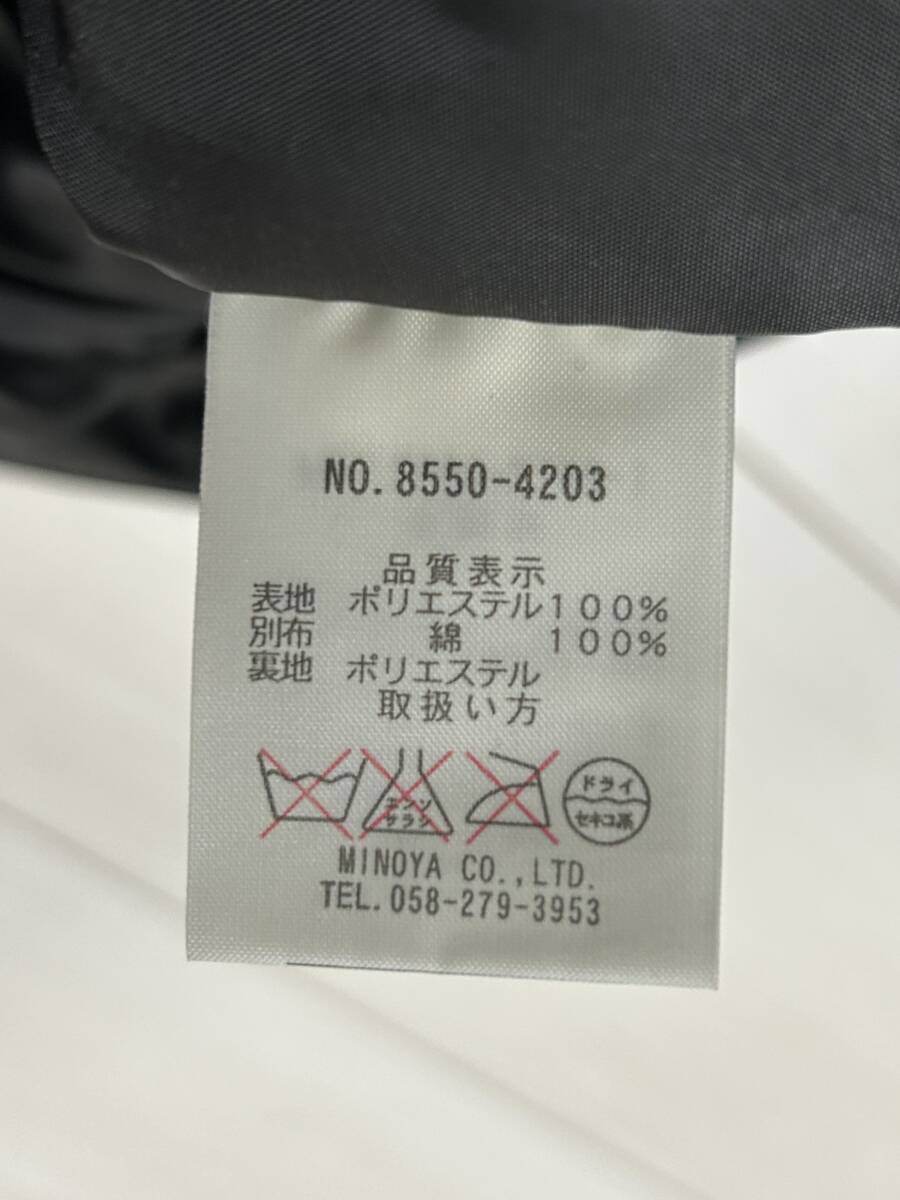 NO. 8550-4203
品質表示
表地 ポリエステル100%
別布 綿 100%
裏地 ポリエステル
取扱い方
エンソ
サラシ
ドライ
セキユ系
MINOYA CO.,LTD.
TEL. 058-279-3953